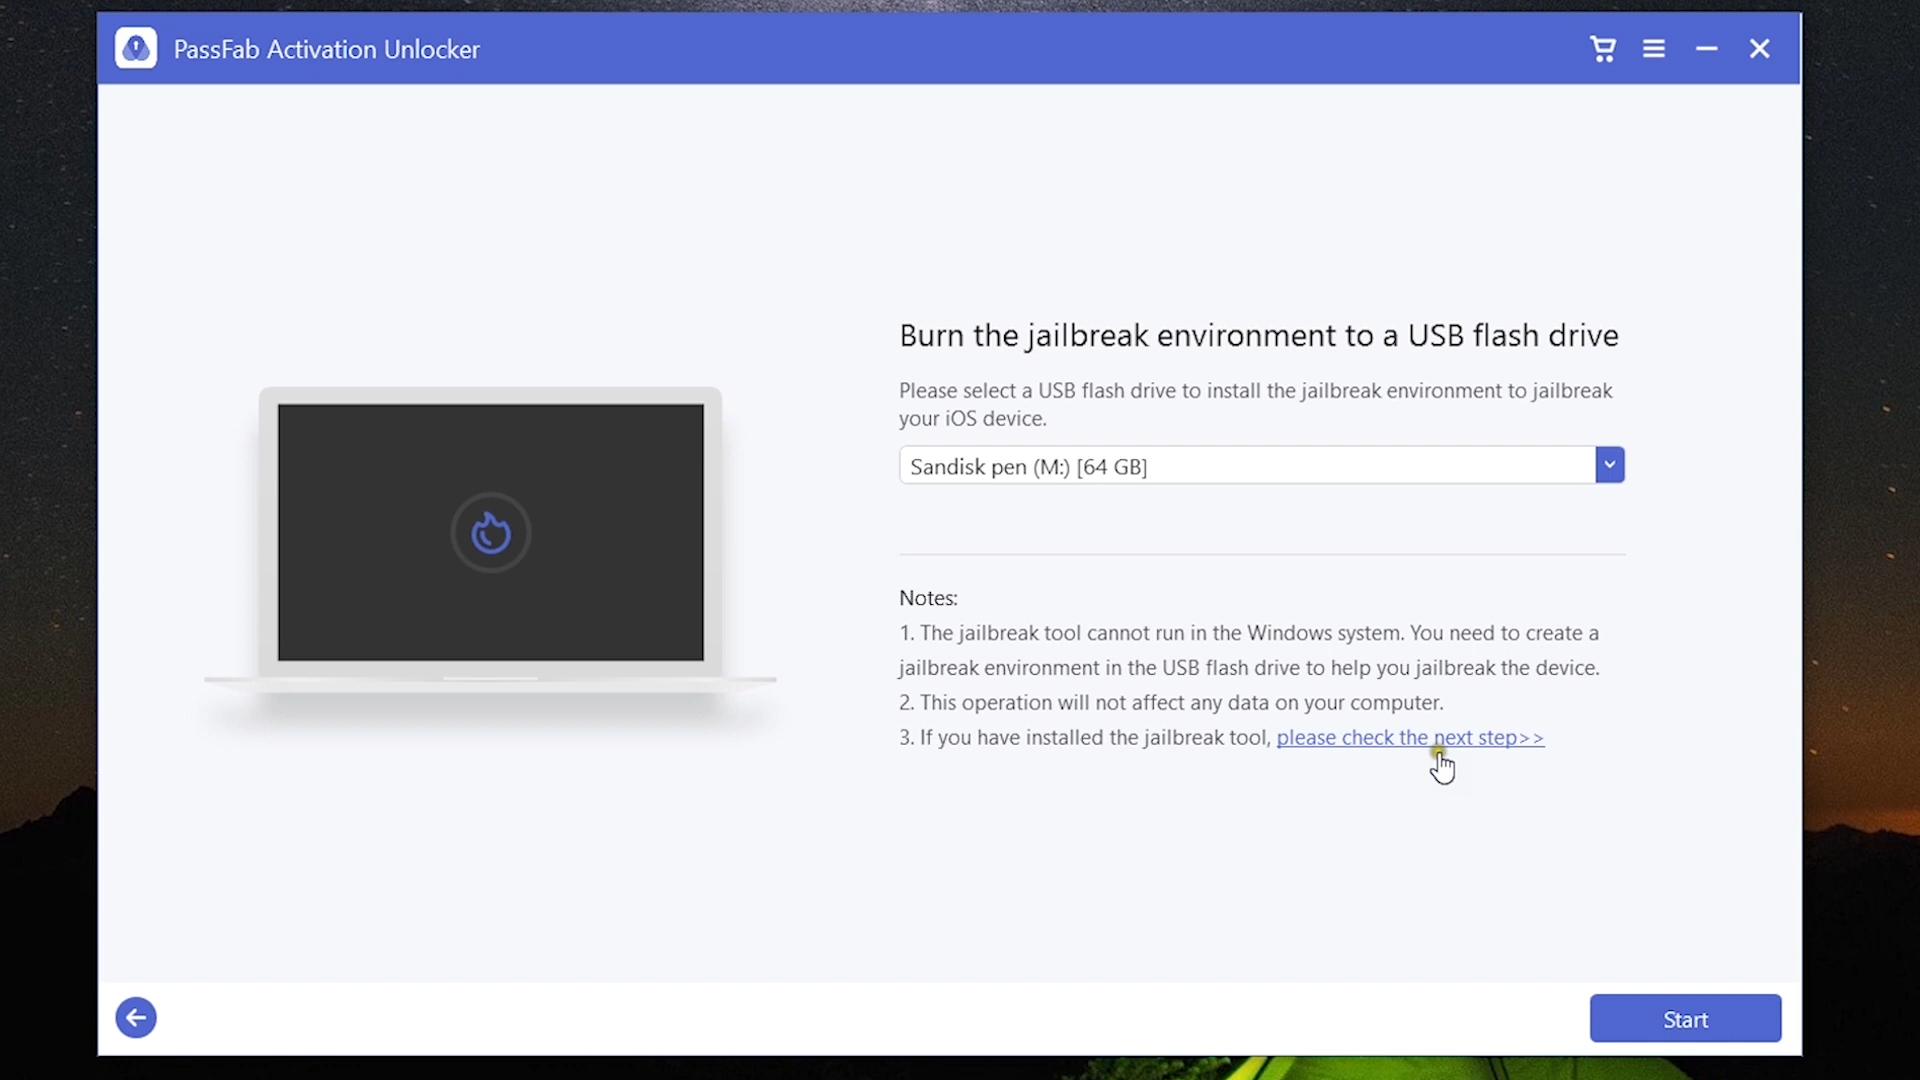 PassFab Activation Unlocker
Burn the jailbreak environment to a USB flash drive
Please select a USB flash drive to install the jailbreak environment to jailbreak
your iOS device.
Sandisk pen (M:) [64 GB]
Notes:
1. The jailbreak tool cannot run in the Windows system. You need to create a
jailbreak environment in the USB flash drive to help you jailbreak the device.
2. This operation will not affect any data on your computer.
3. If you have installed the jailbreak tool, please check the next step>>
Start